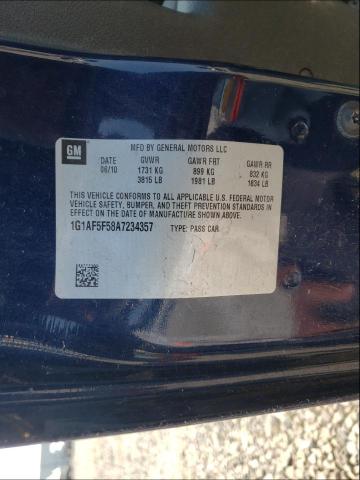 GM
MFD BY GENERAL MOTORS LLC
DATE GVWR GAWR FRT GAWR RR
06/10 1731 KG 899 KG 832 KG
3815 LB 1981 LB 1834 LB
THIS VEHICLE CONFORMS TO ALL APPLICABLE U.S. FEDERAL MOTOR
VEHICLE SAFETY, BUMPER, AND THEFT PREVENTION STANDARDS
IN EFFECT ON THE DATE OF MANUFACTURE SHOWN ABOVE.
1G1AF5F58A7234357 TYPE: PASS CAR